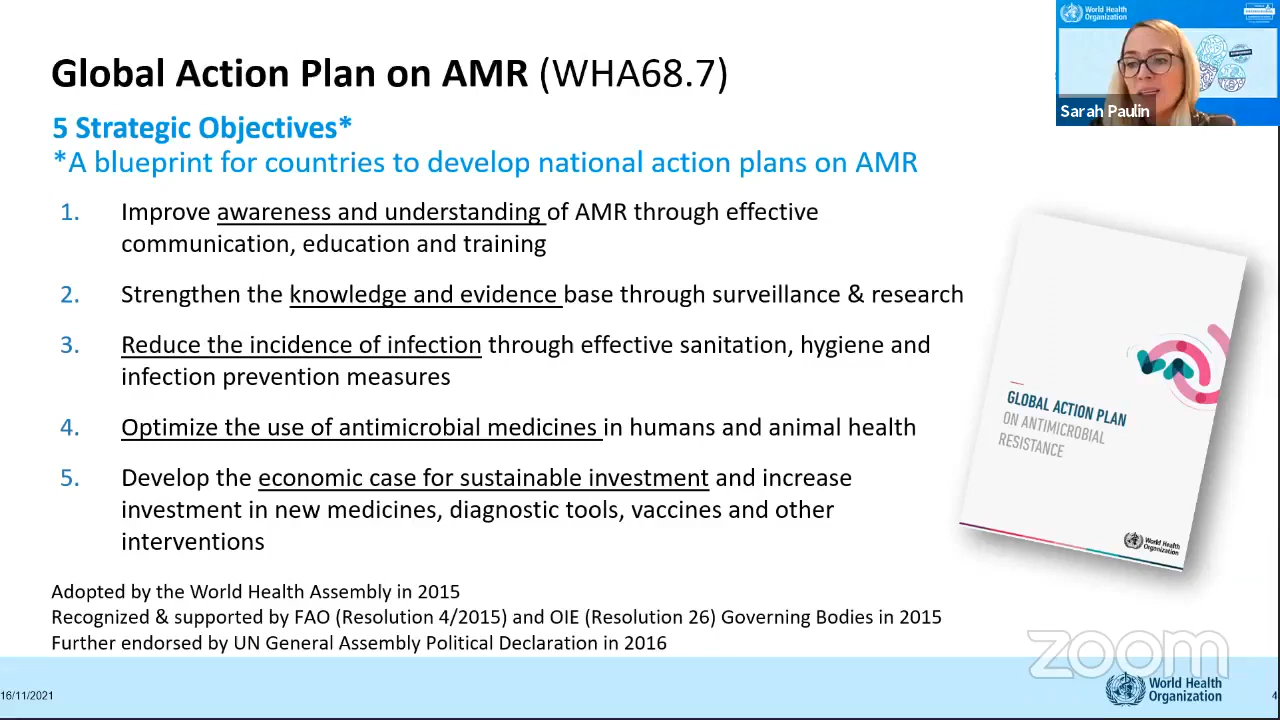 Global Action Plan on AMR (WHA68.7)
5 Strategic Objectives*
*A blueprint for countries to develop national action plans on AMR
1. Improve awareness and understanding of AMR through effective
communication, education and training
2. Strengthen the knowledge and evidence base through surveillance & research
3. Reduce the incidence of infection through effective sanitation, hygiene and
infection prevention measures
4. Optimize the use of antimicrobial medicines in humans and animal health
5. Develop the economic case for sustainable investment and increase
investment in new medicines, diagnostic tools, vaccines and other
interventions
Adopted by the World Health Assembly in 2015
Recognized & supported by FAO (Resolution 4/2015) and OIE (Resolution 26) Governing Bodies in 2015
Further endorsed by UN General Assembly Political Declaration in 2016
16/11/2021
World Health
Organization
Sarah Paulin
GLOBAL ACTION PLAN
ON ANTIMICROBIAL
RESISTANCE
World Health
Organization
zoom
World Health
Organization
4